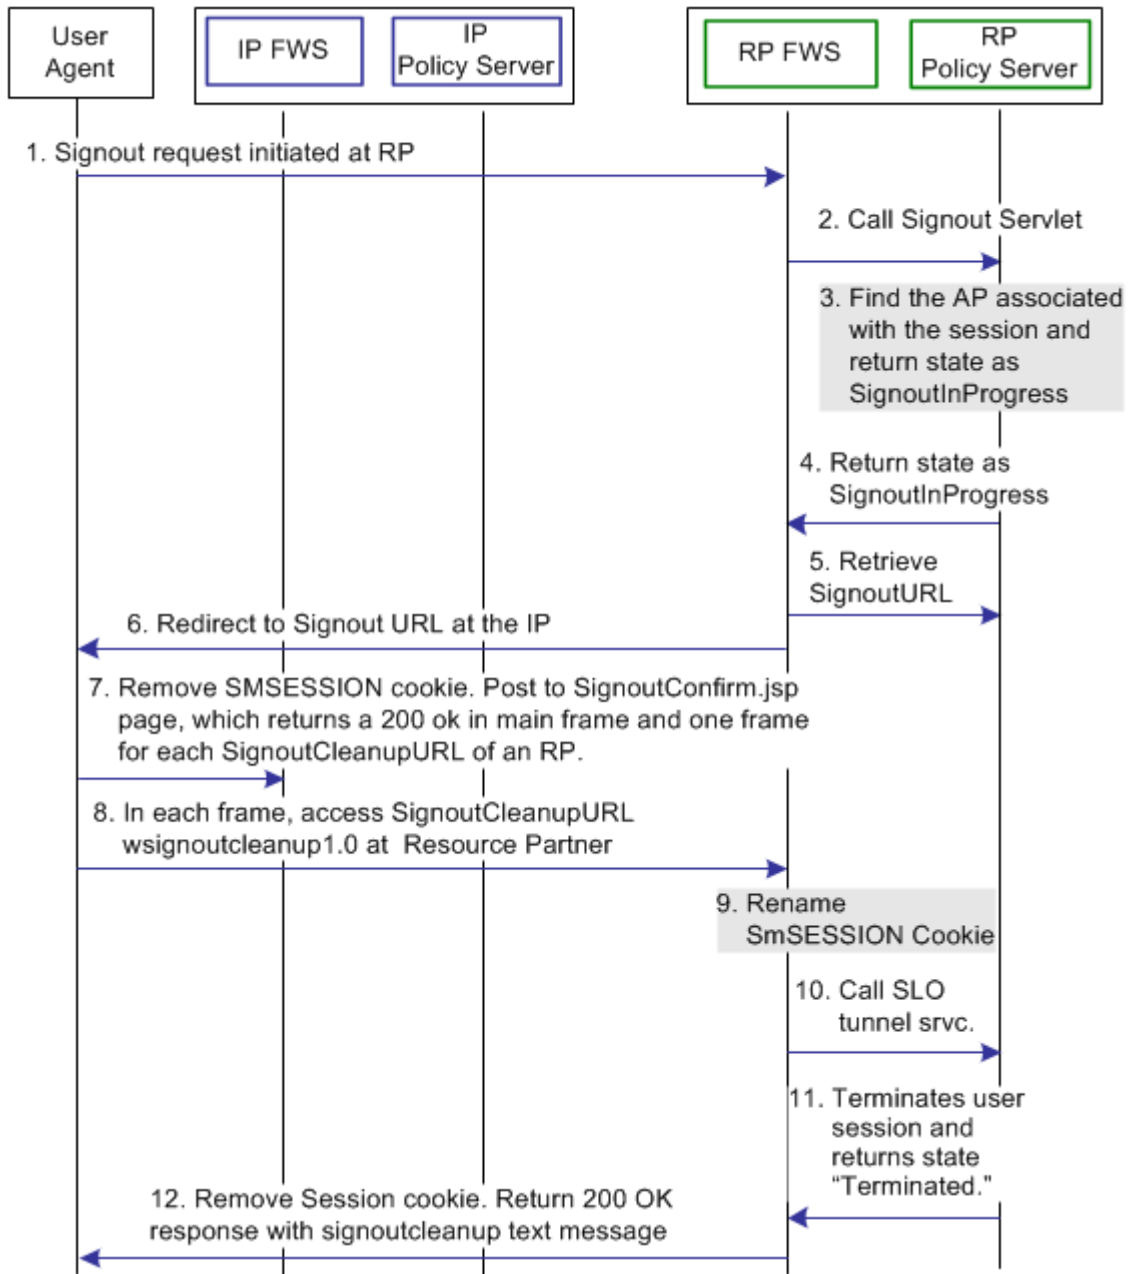 User
Agent
IP FWS
IP
Policy Server
RP FWS
RP
Policy Server
1. Signout request initiated at RP
2. Call Signout Servlet
3. Find the AP associated
with the session and
return state as
SignoutInProgress
4. Return state as
SignoutInProgress
5. Retrieve
SignoutURL
6. Redirect to Signout URL at the IP
7. Remove SMSESSION cookie. Post to SignoutConfirm.jsp
page, which returns a 200 ok in main frame and one frame
for each SignoutCleanupURL of an RP.
8. In each frame, access SignoutCleanupURL
wsignoutcleanup1.0 at Resource Partner
9. Rename
SmSESSION Cookie
10. Call SLO
tunnel srvc.
11. Terminates user
session and
returns state
“Terminated."
12. Remove Session cookie. Return 200 OK
response with signoutcleanup text message